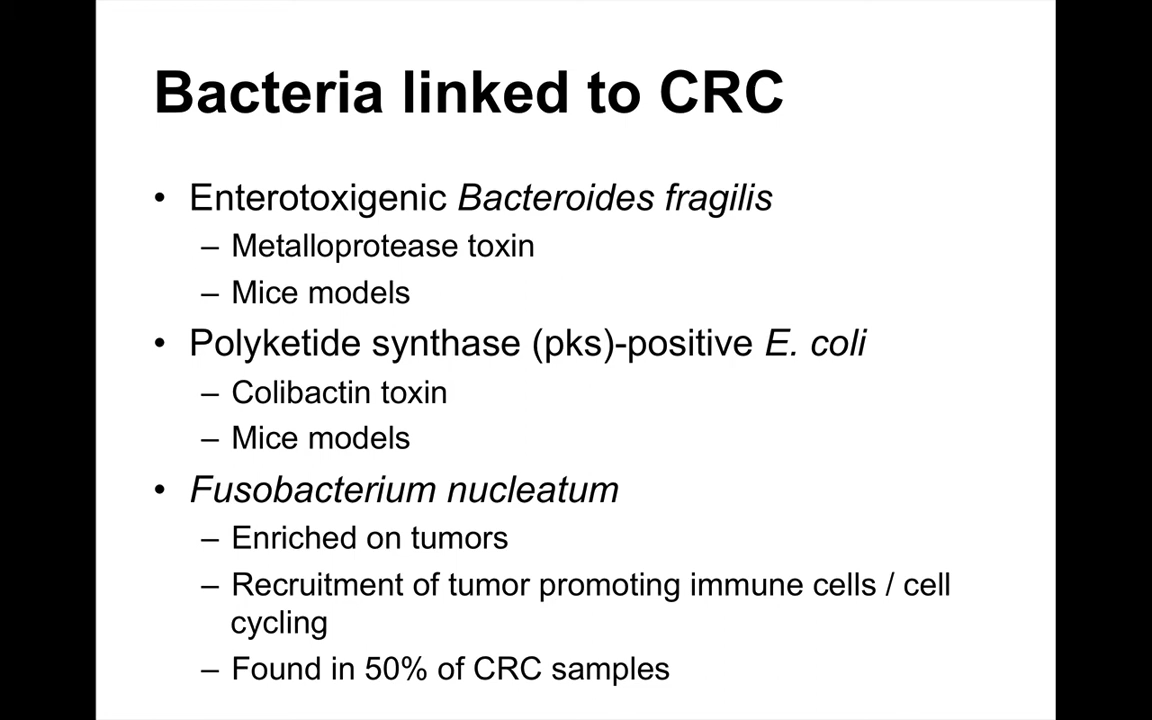 Bacteria linked to CRC
• Enterotoxigenic Bacteroides fragilis
– Metalloprotease toxin
– Mice models
• Polyketide synthase (pks)-positive E. coli
– Colibactin toxin
– Mice models
• Fusobacterium nucleatum
– Enriched on tumors
– Recruitment of tumor promoting immune cells / cell
cycling
– Found in 50% of CRC samples